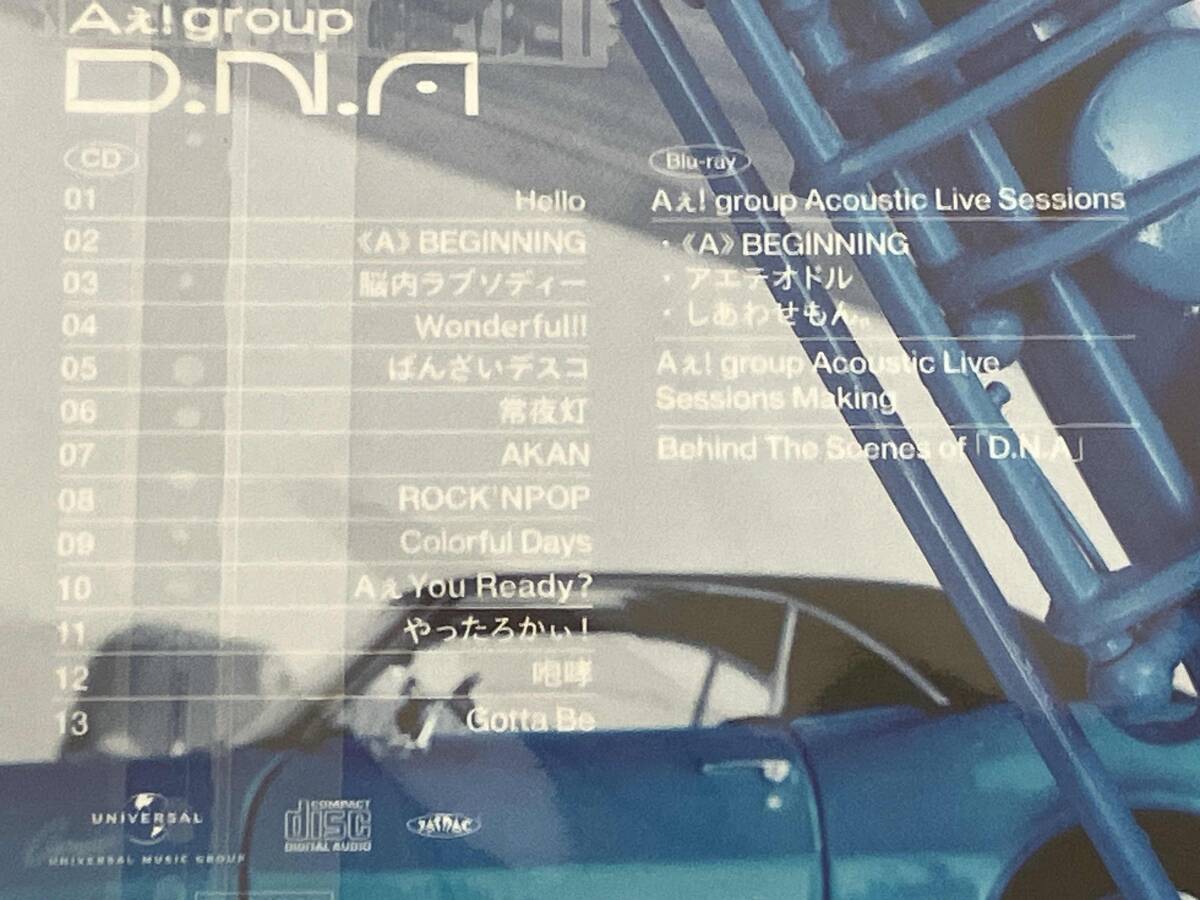 Aぇ! group
D.N.A
CD
01 Hello
02 《A》BEGINNING
03 脳内ラプソディー
04 Wonderful!!
05 ばんざいデスコ
06 常夜灯
07 AKAN
08 ROCK'NPOP
09 Colorful Days
10 Aぇ You Ready?
11 やったろかぃ!
12 咆哮
13 Gotta Be
Blu-ray
Aぇ! group Acoustic Live Sessions
・《A》BEGINNING
・アエテオドル
・しあわせもん。
Aぇ! group Acoustic Live
Sessions Making
Behind The Scenes of「D.N.A」
UNIVERSAL
UNIVERSAL MUSIC GROUP
COMPACT
disc
DIGITAL AUDIO